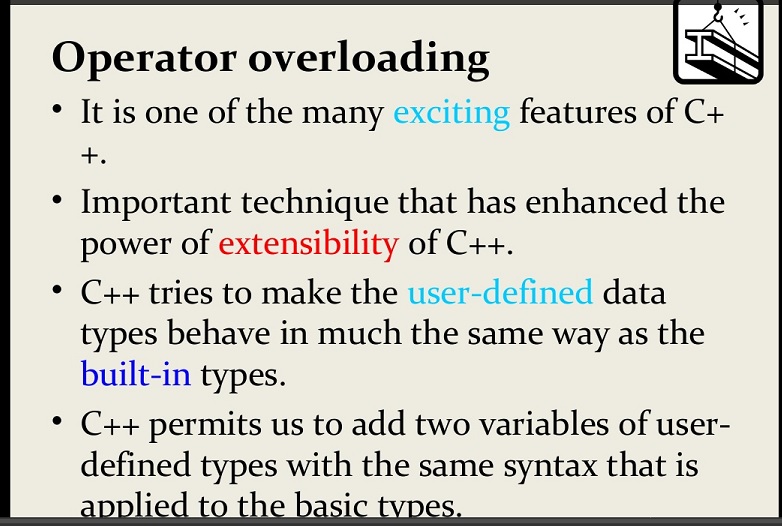 Operator overloading
• It is one of the many exciting features of C+
+.
• Important technique that has enhanced the
power of extensibility of C++.
• C++ tries to make the user-defined data
types behave in much the same way as the
built-in types.
• C++ permits us to add two variables of user-
defined types with the same syntax that is
applied to the basic types.